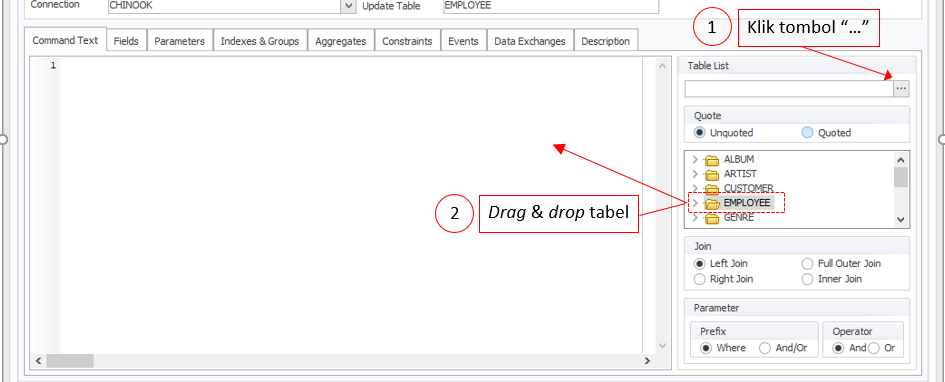 Connection CHINOOK Update Table EMPLOYEE
1 Klik tombol “...”
Command Text Fields Parameters Indexes & Groups Aggregates Constraints Events Data Exchanges Description
1
Table List
...
Quote
Unquoted Quoted
ALBUM
ARTIST
CUSTOMER
EMPLOYEE
GENRE
2 Drag & drop tabel
Join
Left Join Full Outer Join
Right Join Inner Join
Parameter
Prefix Operator
Where And/Or And Or